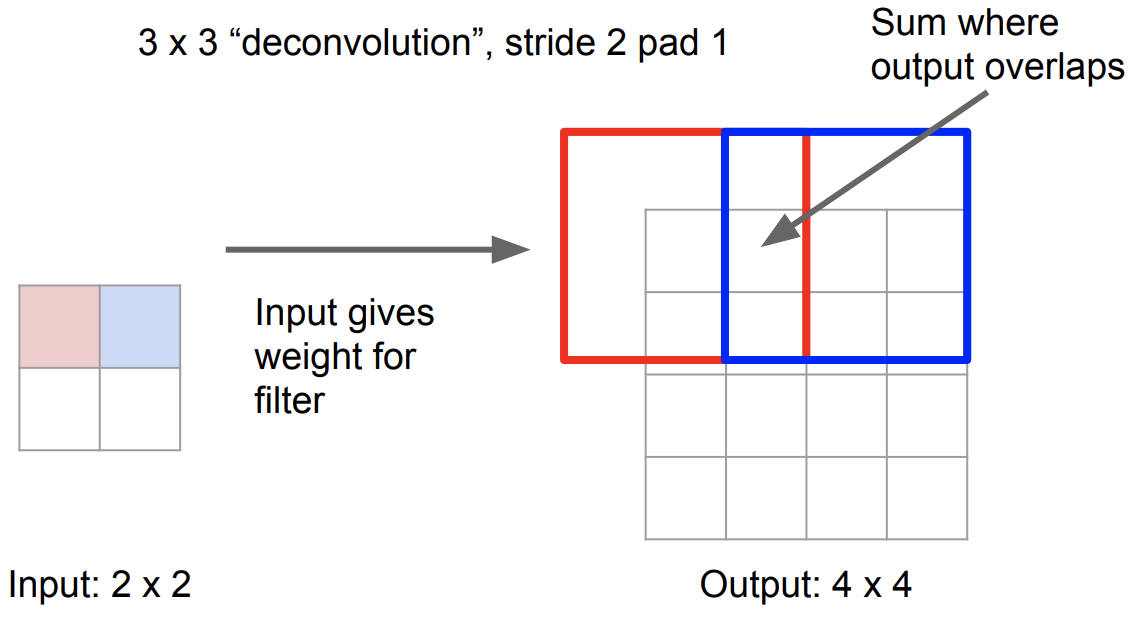 3 x 3 “deconvolution”, stride 2 pad 1
Sum where
output overlaps
Input gives
weight for
filter
Input: 2 x 2
Output: 4 x 4